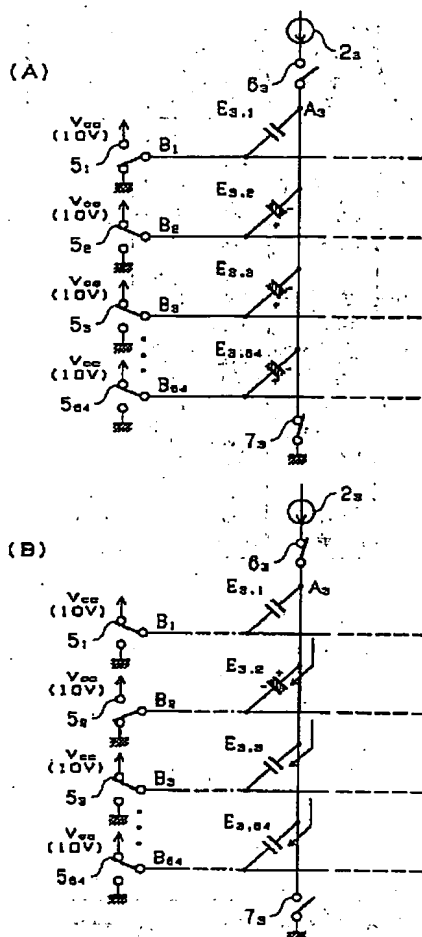 (A)
2₃
6₃
E₃.₁
A₃
Vcc
(10V)
5₁
B₁
E₃.₂
Vcc
(10V)
5₂
B₂
E₃.₃
Vcc
(10V)
5₃
B₃
E₃.₆₄
Vcc
(10V)
5₆₄
B₆₄
7₃
(B)
2₃
6₃
E₃.₁
A₃
Vcc
(10V)
5₁
B₁
E₃.₂
Vcc
(10V)
5₂
B₂
E₃.₃
Vcc
(10V)
5₃
B₃
E₃.₆₄
Vcc
(10V)
5₆₄
B₆₄
7₃